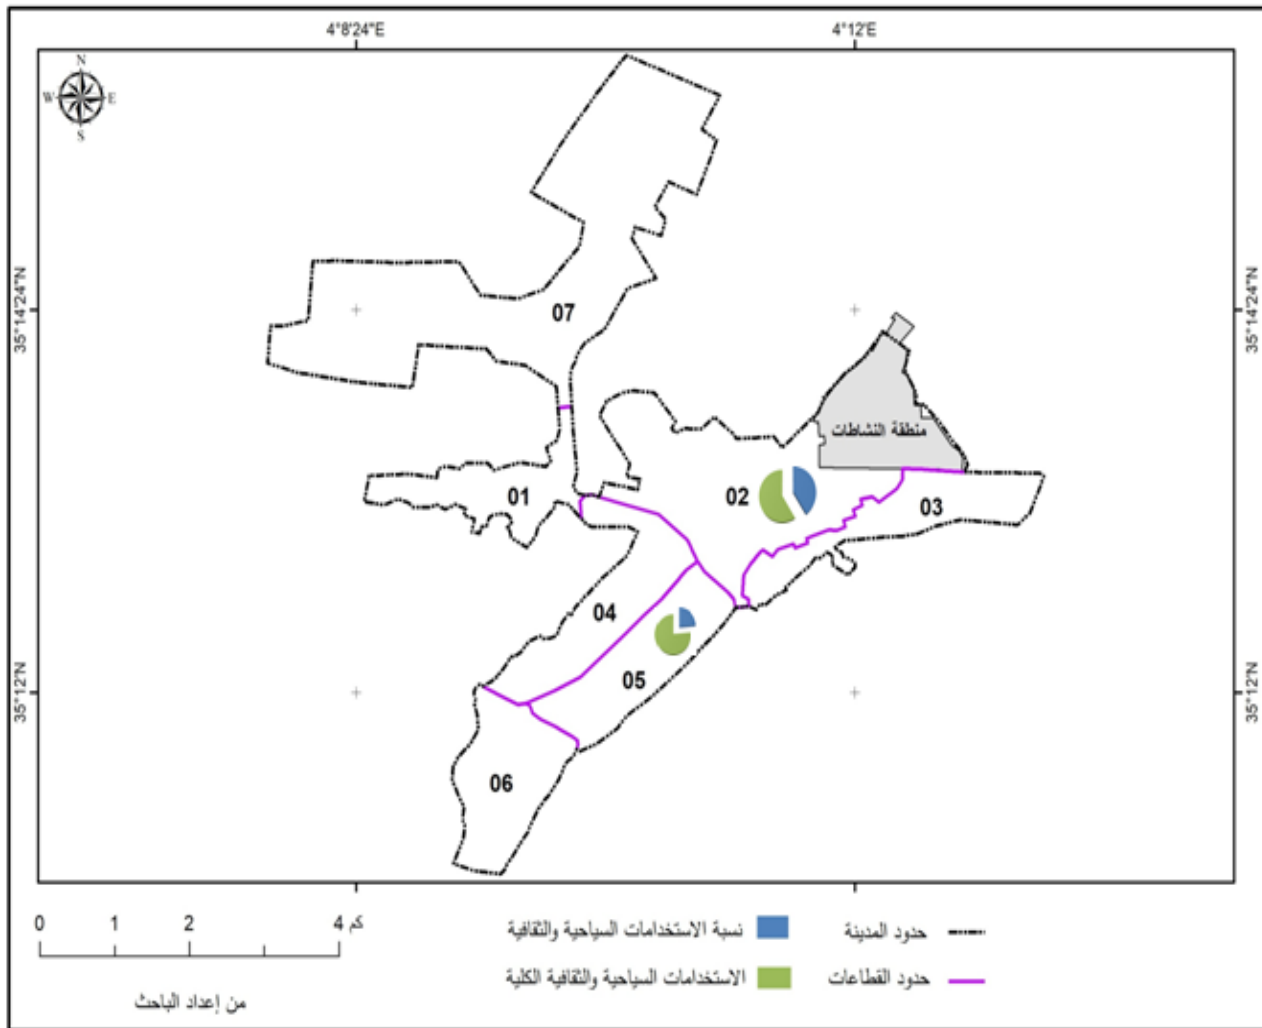 4°8'24"E
4°12'E
N
W E
S
35°14'24"N
35°14'24"N
07
منطقة النشاطات
01
02
03
04
05
35°12'N
35°12'N
06
0 1 2 4 كم
حدود المدينة
نسبة الاستخدامات السياحية والثقافية
حدود القطاعات
الاستخدامات السياحية والثقافية الكلية
من إعداد الباحث